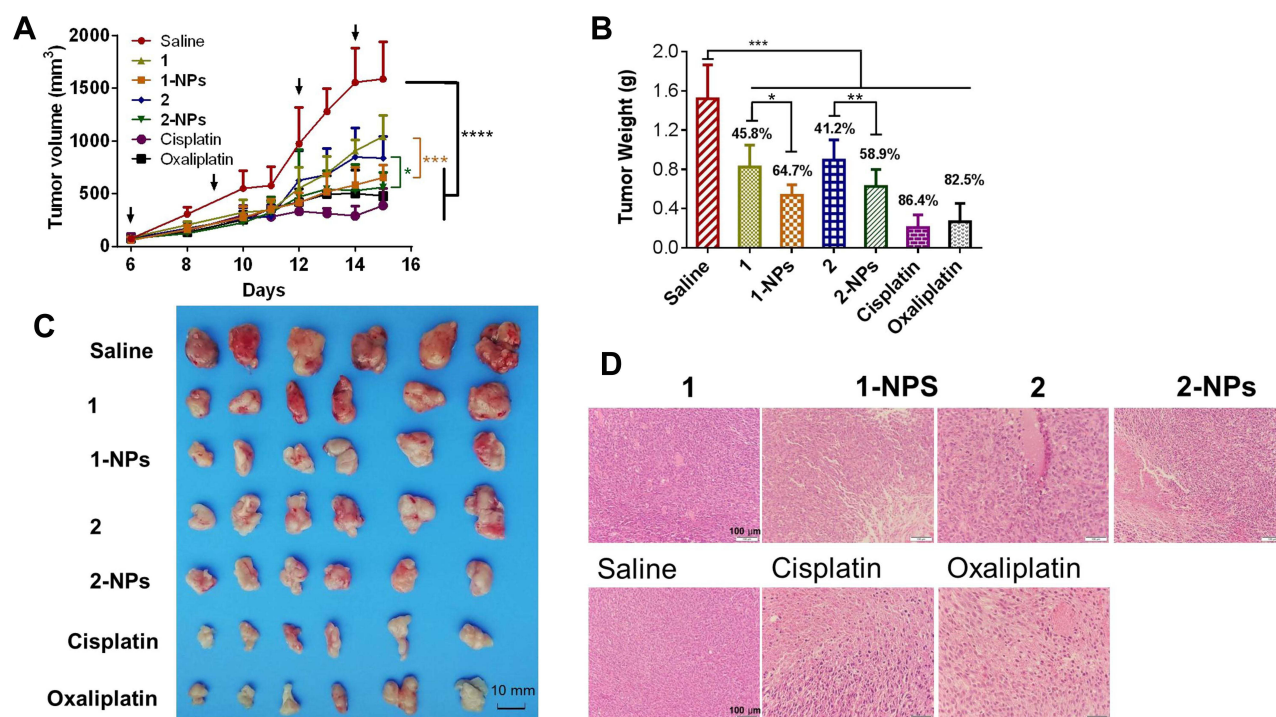 A
Tumor volume (mm³)
2000
1500
1000
500
0
6
8
10
12
14
16
Days
Saline
1
1-NPs
2
2-NPs
Cisplatin
Oxaliplatin
*
***
****
B
Tumor Weight (g)
2.0
1.6
1.2
0.8
0.4
0.0
***
*
**
45.8%
64.7%
41.2%
58.9%
86.4%
82.5%
Saline
1
1-NPs
2
2-NPs
Cisplatin
Oxaliplatin
C
Saline
1
1-NPs
2
2-NPs
Cisplatin
Oxaliplatin
10 mm
D
1 1-NPS 2 2-NPs
100 μm
Saline Cisplatin Oxaliplatin
100 μm